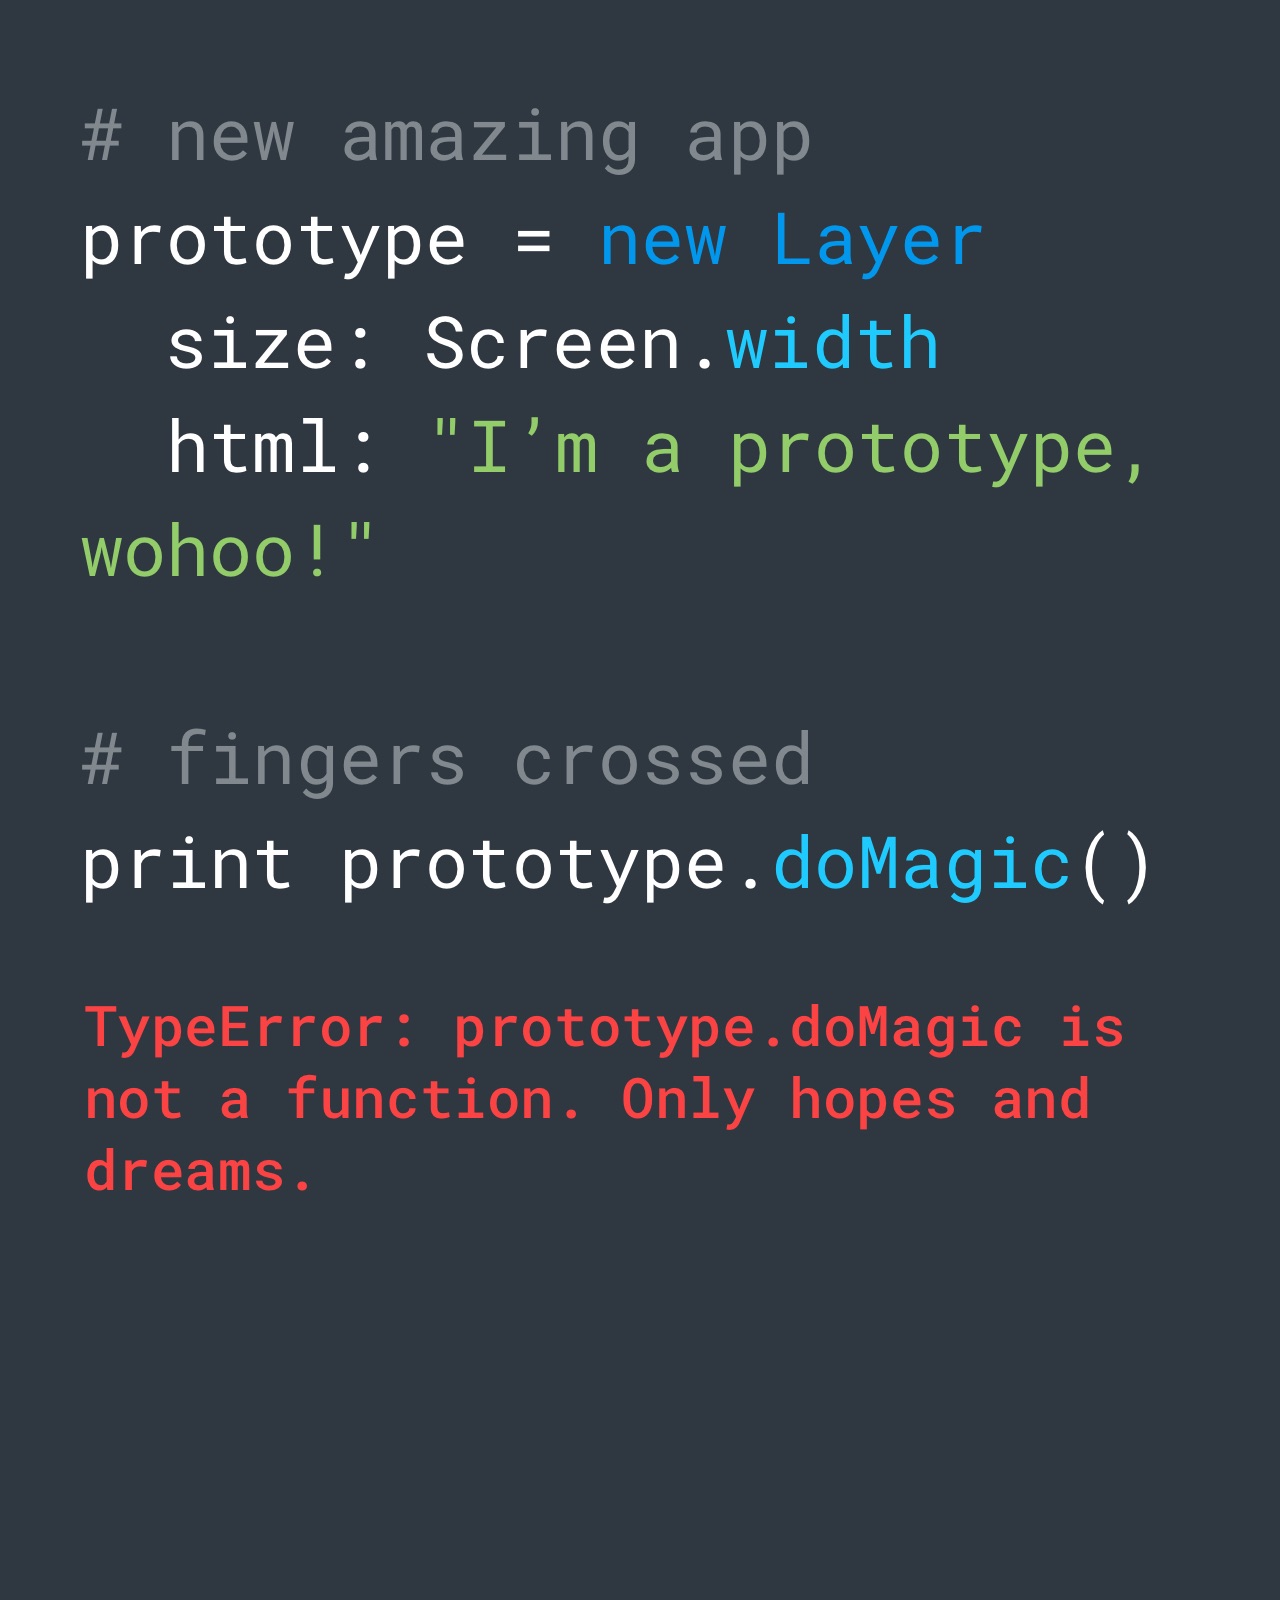 # new amazing app
prototype = new Layer
  size: Screen.width
  html: "I’m a prototype,
wohoo!"
# fingers crossed
print prototype.doMagic()
TypeError: prototype.doMagic is
not a function. Only hopes and
dreams.